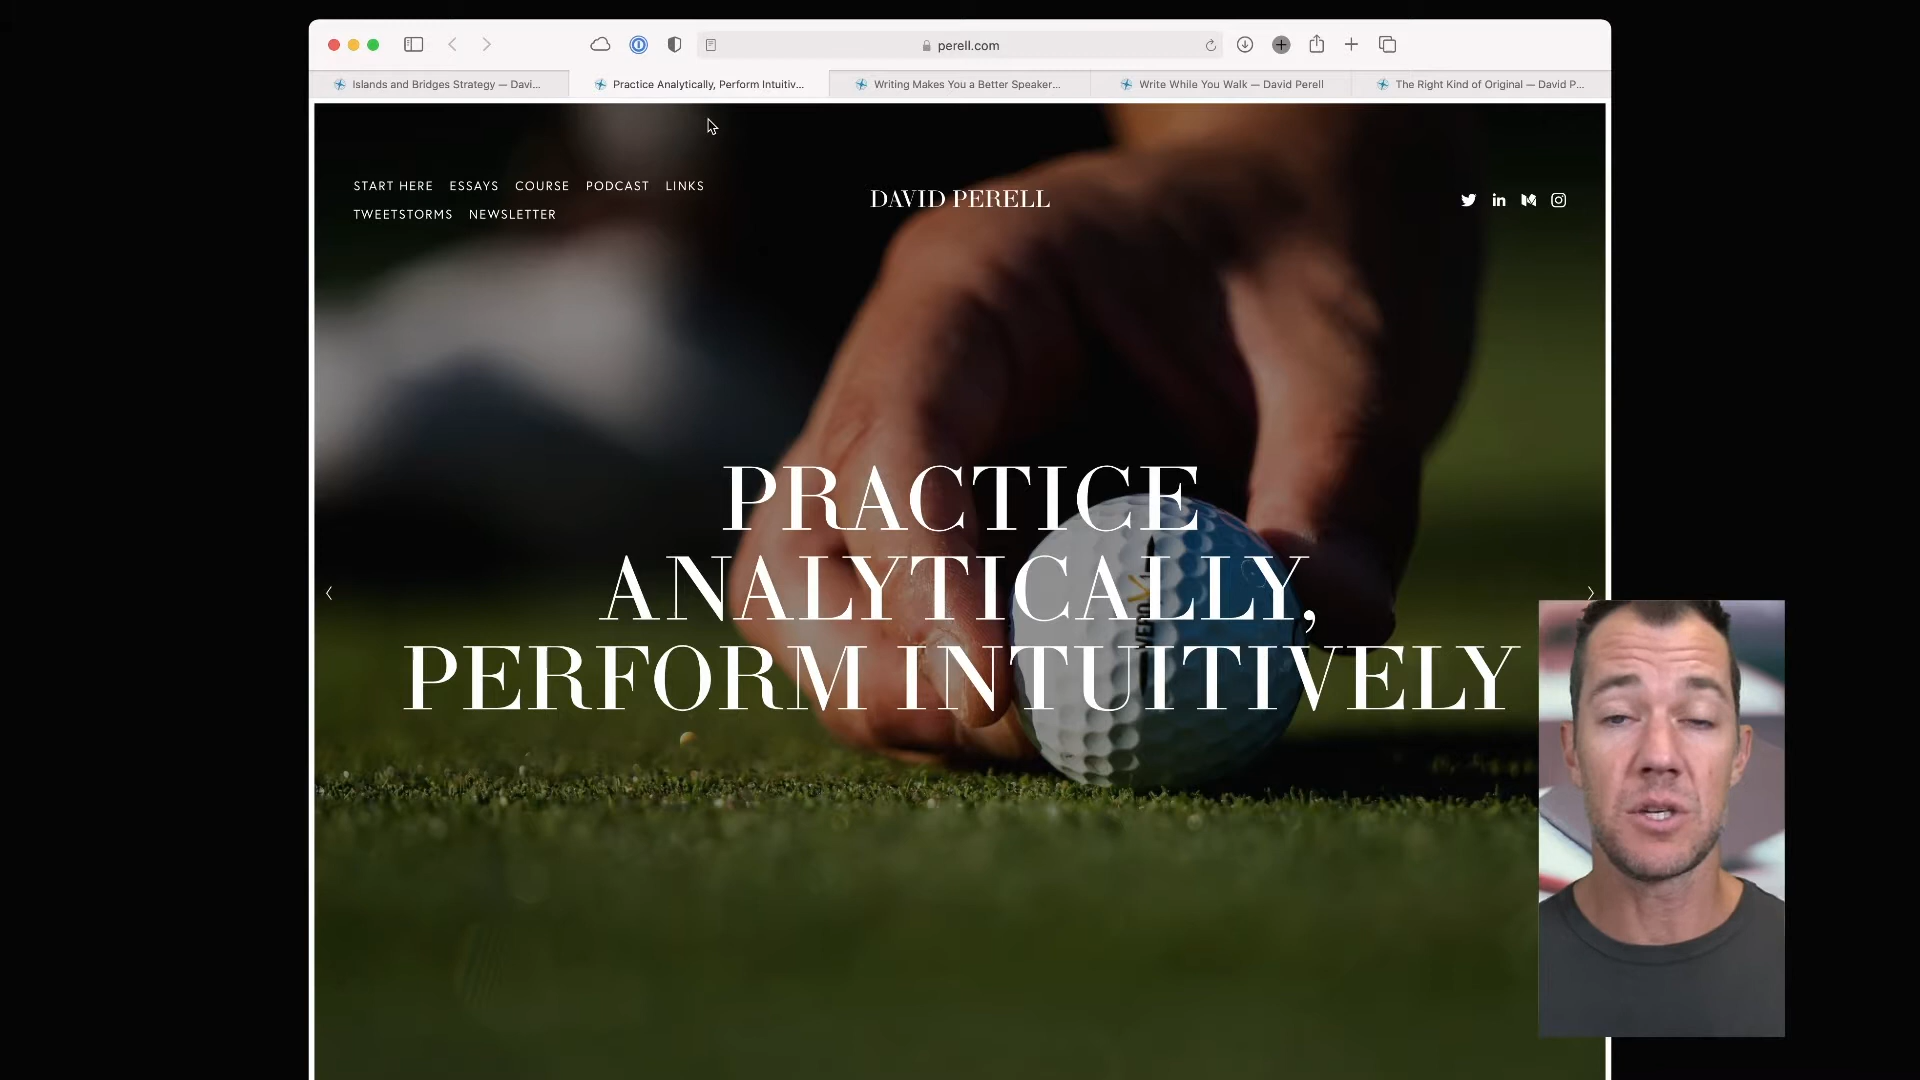 perell.com
Islands and Bridges Strategy — Davi...
Practice Analytically, Perform Intuitiv...
Writing Makes You a Better Speaker...
Write While You Walk — David Perell
The Right Kind of Original — David P...
START HERE ESSAYS COURSE PODCAST LINKS
TWEETSTORMS NEWSLETTER
DAVID PERELL
PRACTICE
ANALYTICALLY,
PERFORM INTUITIVELY